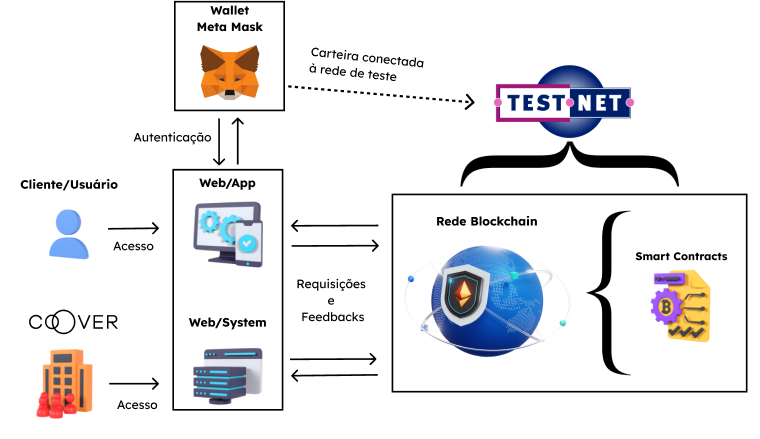 Wallet
Meta Mask
Carteira conectada
à rede de teste
TEST NET
Autenticação
Cliente/Usuário
Web/App
Rede Blockchain
Acesso
Smart Contracts
Requisições
e
Feedbacks
COOVER
Web/System
Acesso